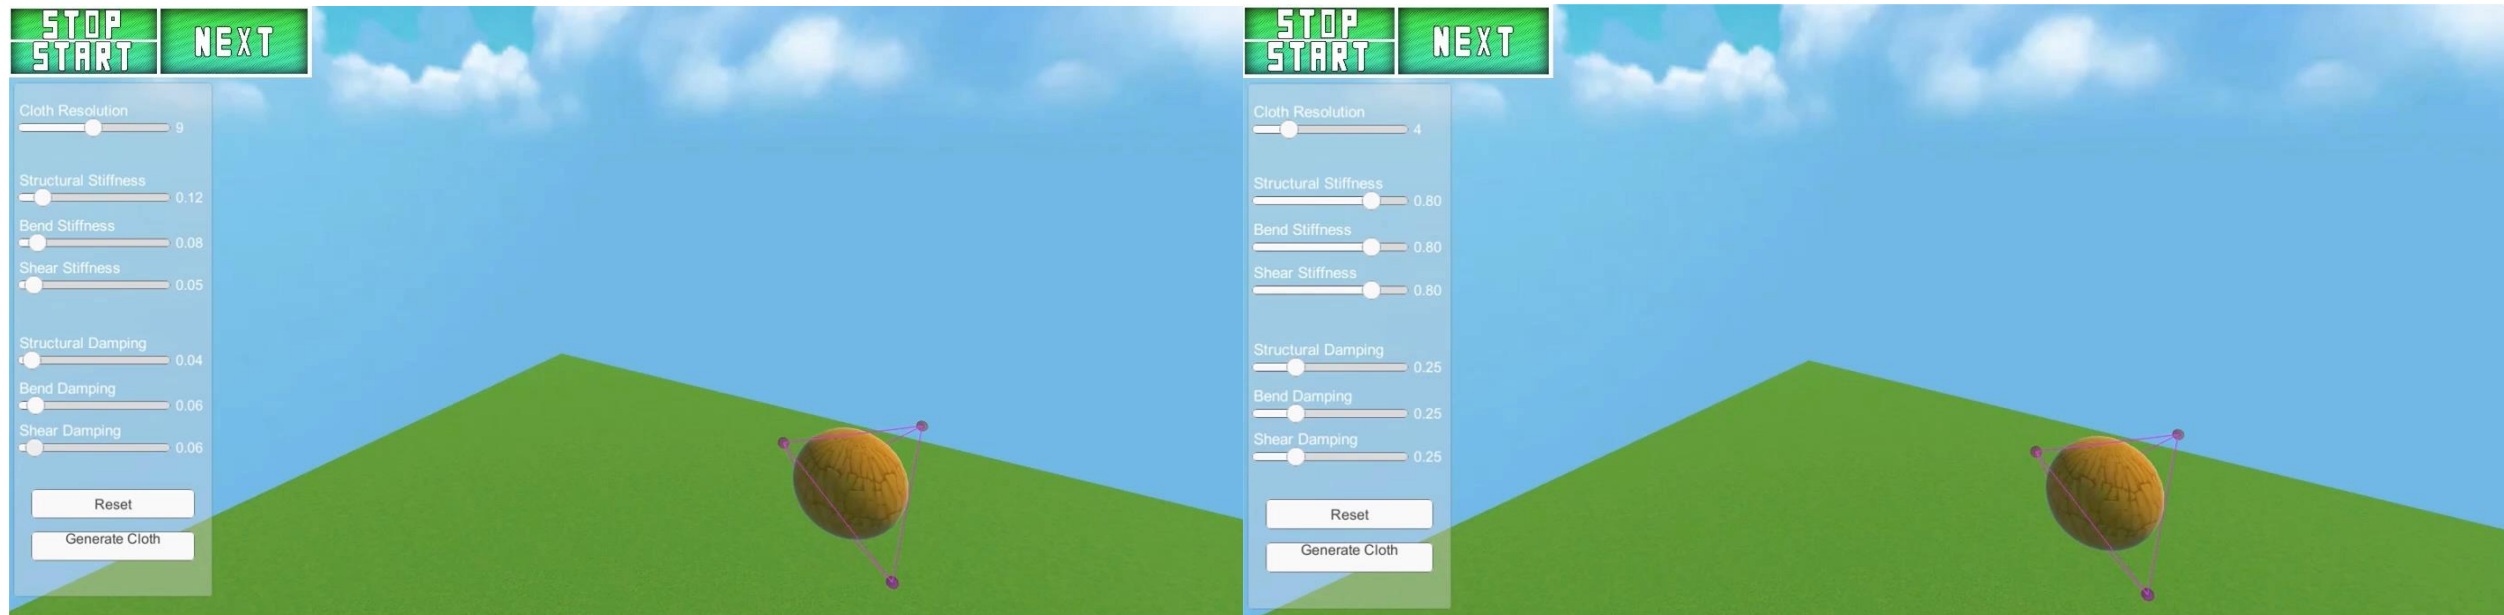 STOP
START
NEXT
Cloth Resolution
9
Structural Stiffness
0.12
Bend Stiffness
0.08
Shear Stiffness
0.05
Structural Damping
0.04
Bend Damping
0.06
Shear Damping
0.06
Reset
Generate Cloth
STOP
START
NEXT
Cloth Resolution
4
Structural Stiffness
0.80
Bend Stiffness
0.80
Shear Stiffness
0.80
Structural Damping
0.25
Bend Damping
0.25
Shear Damping
0.25
Reset
Generate Cloth